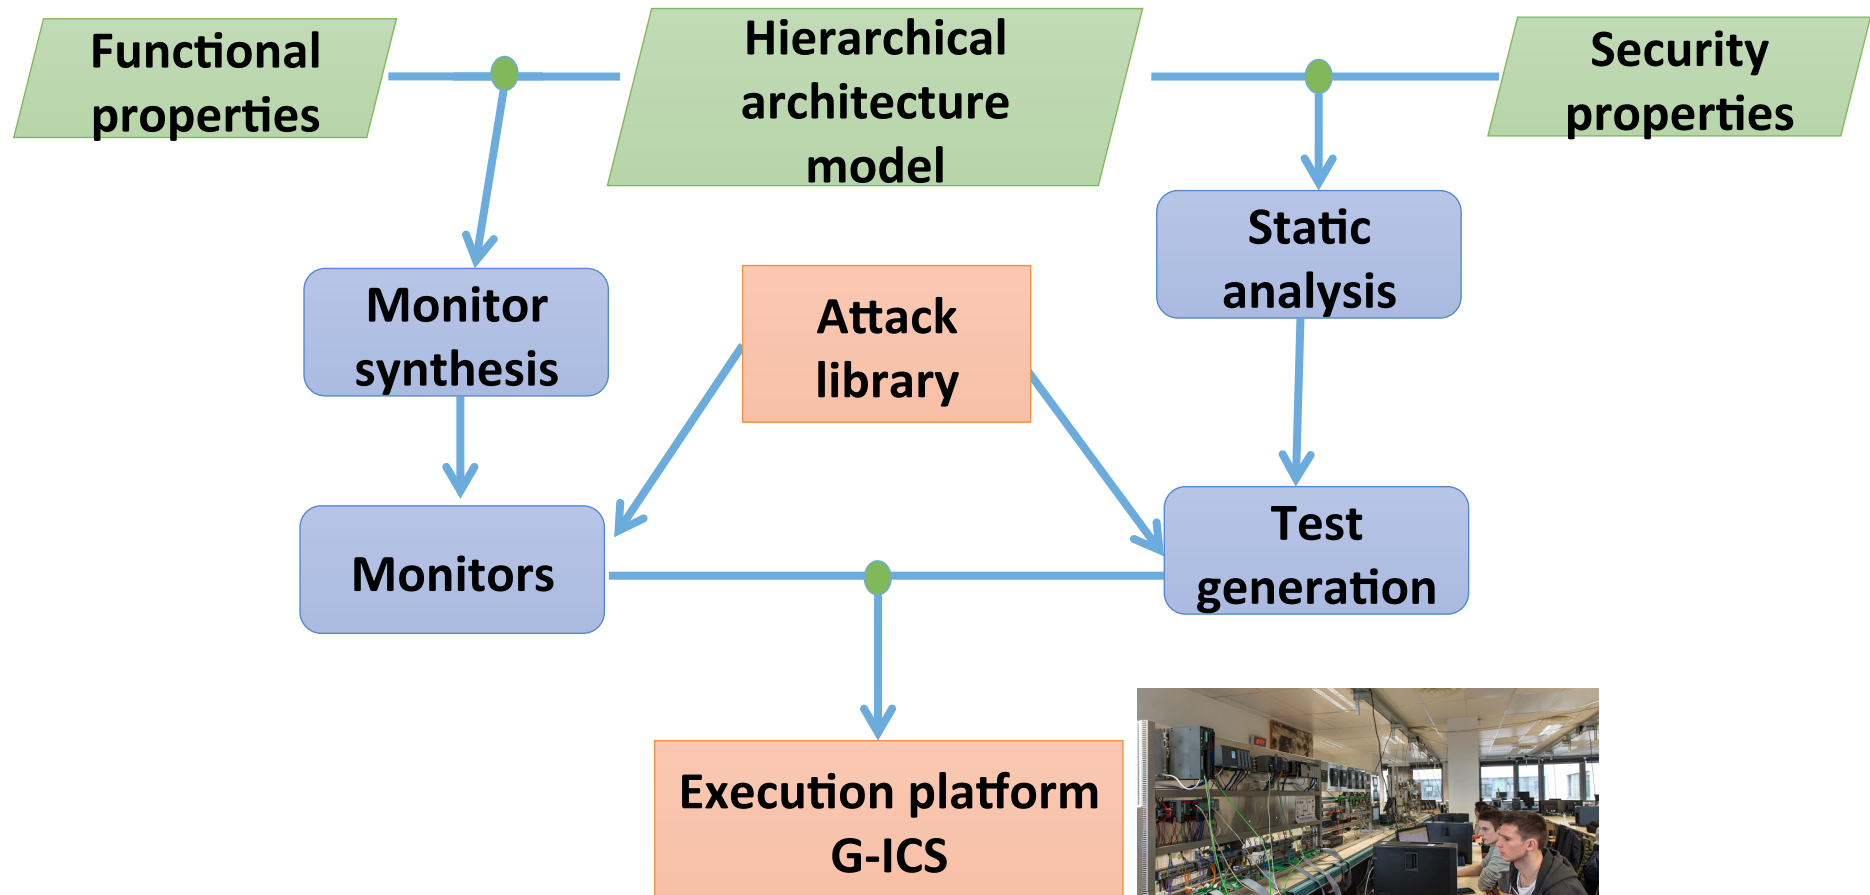 Functional
properties
Hierarchical
architecture
model
Security
properties
Static
analysis
Monitor
synthesis
Attack
library
Monitors
Test
generation
Execution platform
G-ICS